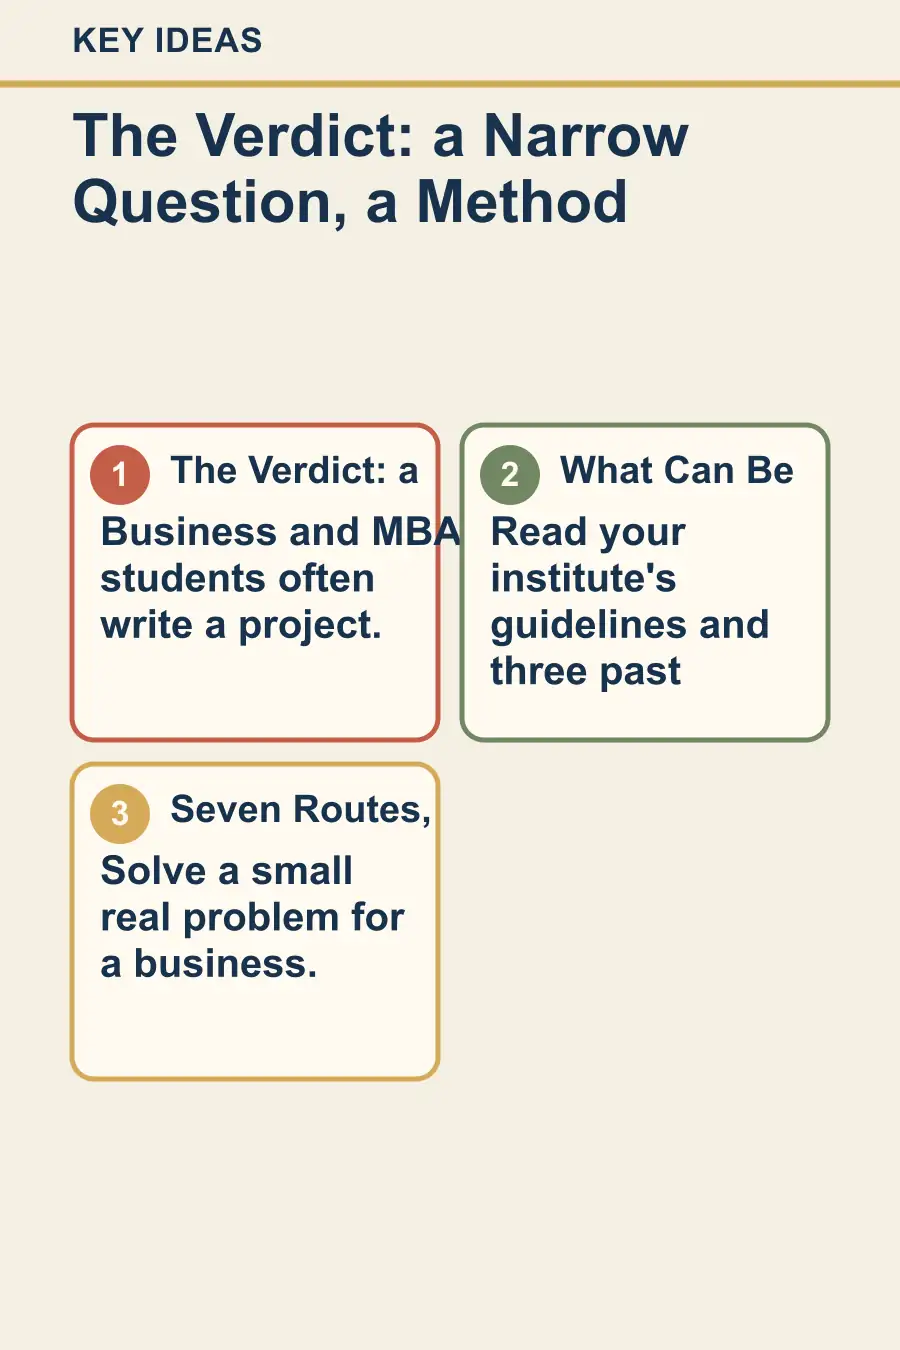 KEY IDEAS
The Verdict: a Narrow
Question, a Method
1 The Verdict: a
Business and MBA
students often
write a project.
2 What Can Be
Read your
institute's
guidelines and
three past
3 Seven Routes,
Solve a small
real problem for
a business.